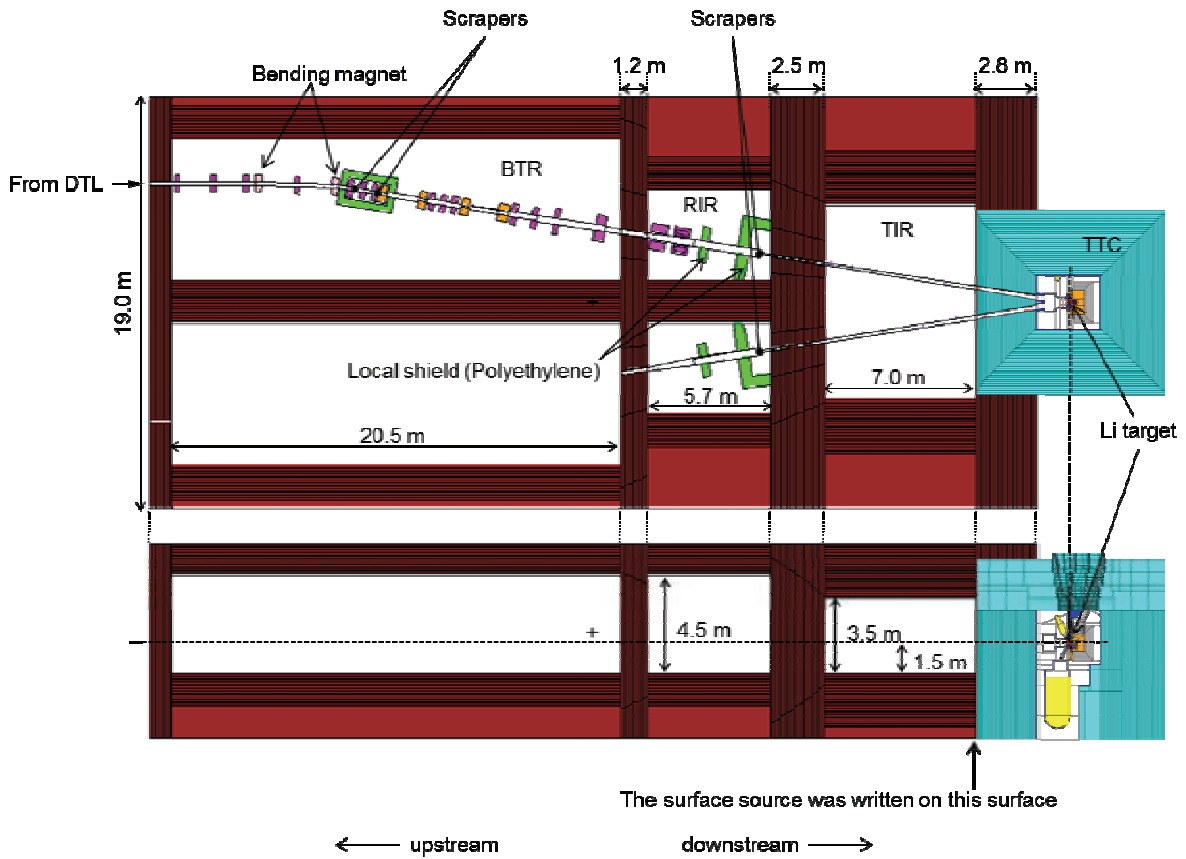 Scrapers
Scrapers
Bending magnet
1.2 m
2.5 m
2.8 m
BTR
From DTL
RIR
TIR
TTC
19.0 m
Local shield (Polyethylene)
7.0 m
5.7 m
20.5 m
Li target
4.5 m
3.5 m
1.5 m
The surface source was written on this surface
upstream
downstream